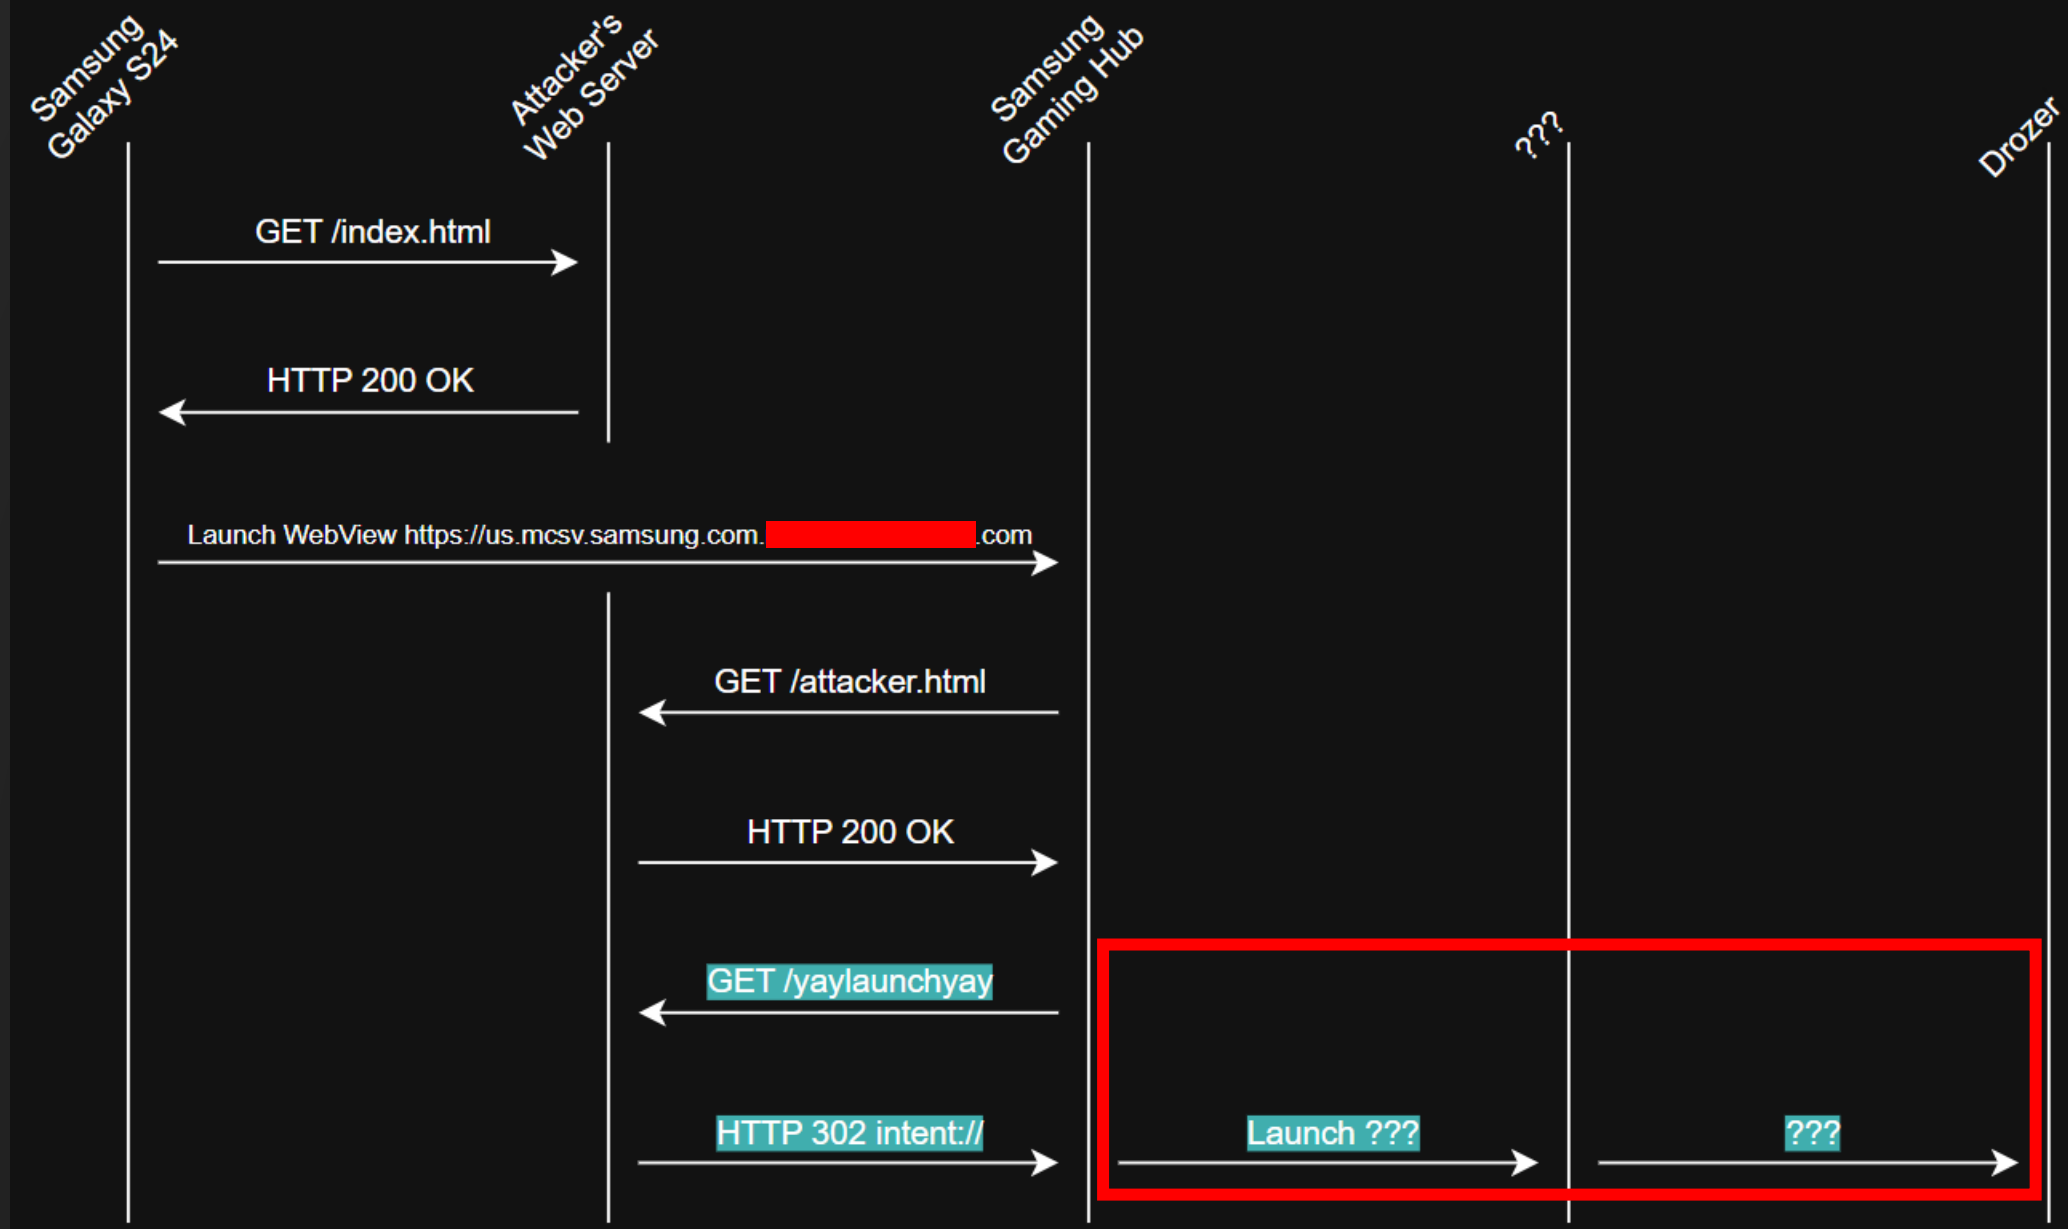 Samsung
Galaxy S24
Attacker's
Web Server
Samsung
Gaming Hub
???
Drozer
GET /index.html
HTTP 200 OK
Launch WebView https://us.mcsv.samsung.com. .com
GET /attacker.html
HTTP 200 OK
GET /yaylaunchyay
HTTP 302 intent://
Launch ???
???